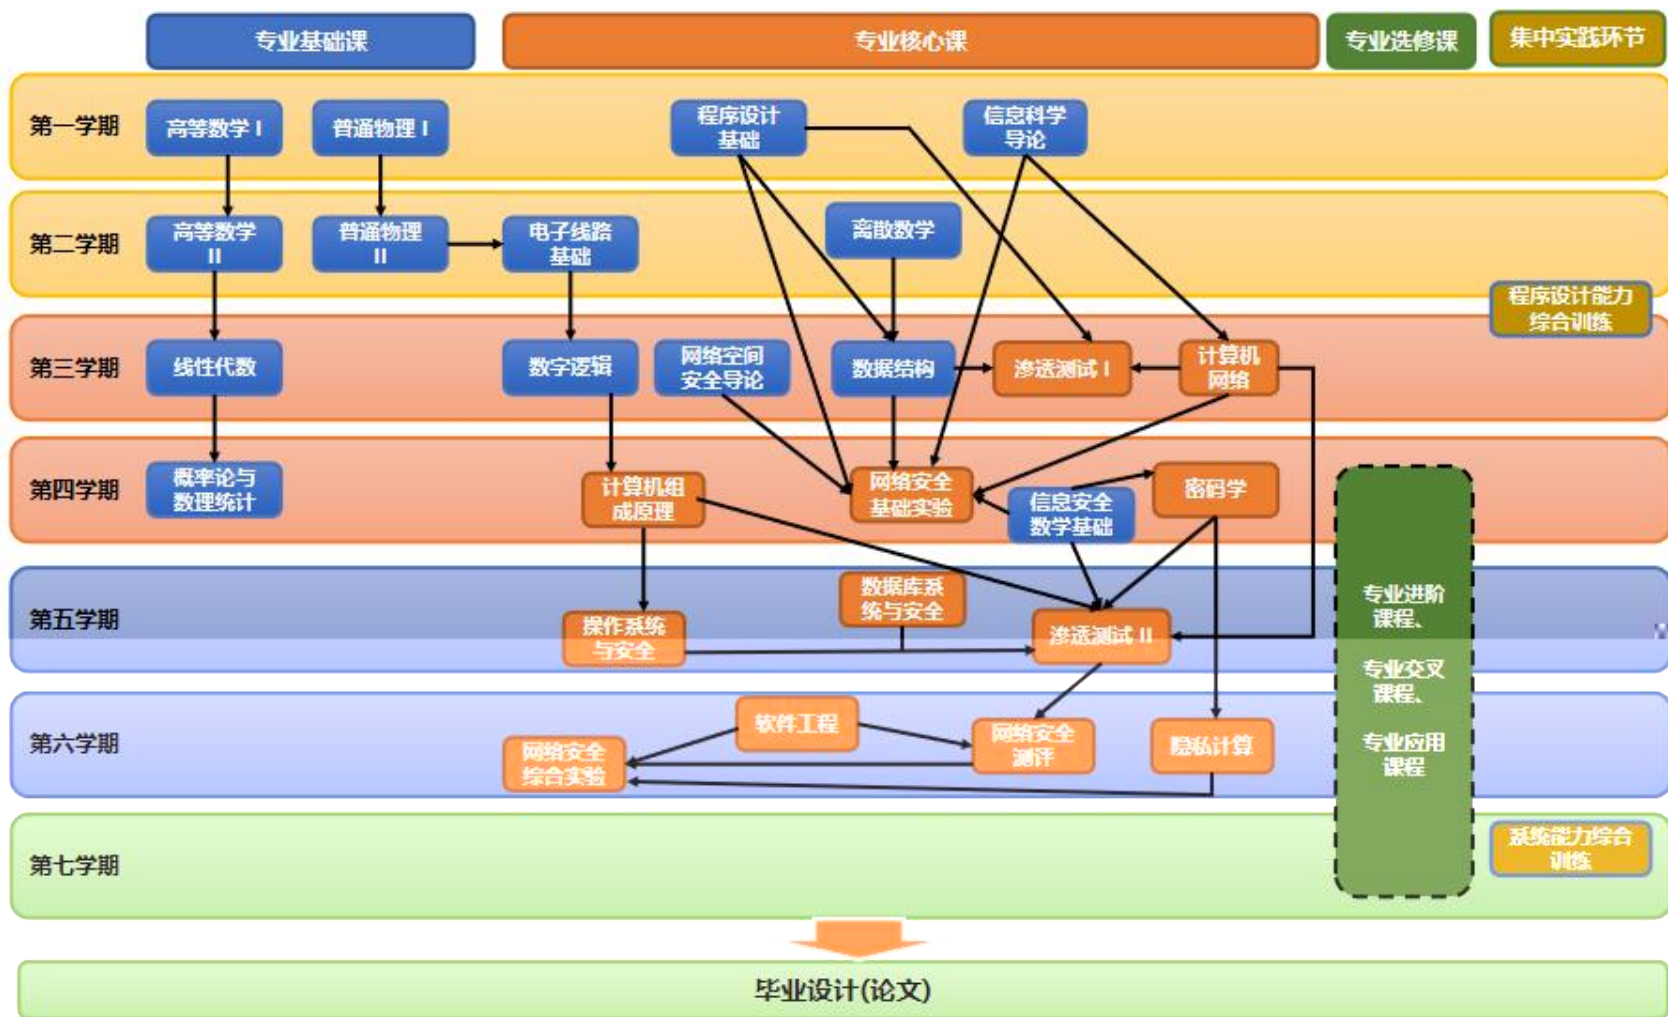 专业基础课
专业核心课
专业选修课
集中实践环节
第一学期
高等数学 I
普通物理 I
程序设计
基础
信息科学
导论
第二学期
高等数学
II
普通物理
II
电子线路
基础
离散数学
程序设计能力
综合训练
第三学期
线性代数
数字逻辑
网络空间
安全导论
数据结构
渗透测试 I
计算机
网络
第四学期
概率论与
数理统计
计算机组
成原理
网络安全
基础实验
信息安全
数学基础
密码学
第五学期
操作系统
与安全
数据库系
统与安全
渗透测试 II
专业进阶
课程、
专业交叉
课程、
专业应用
课程
第六学期
网络安全
综合实验
软件工程
网络安全
测评
隐私计算
第七学期
系统能力综合
训练
毕业设计(论文)